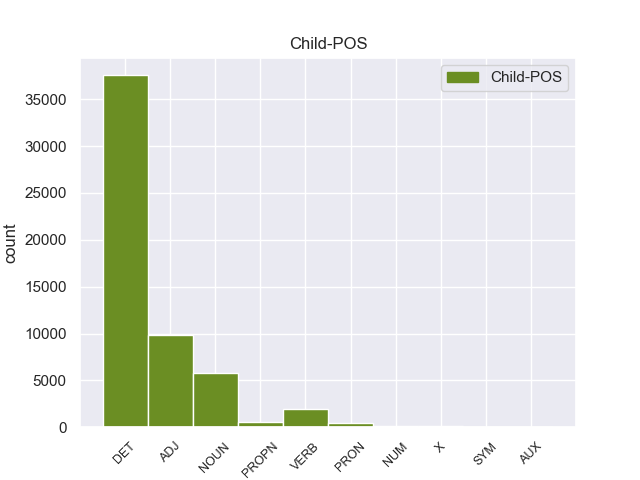 Child-POS
Child-POS
count
35000
30000
25000
20000
15000
10000
5000
0
DET ADJ NOUN PROPN VERB PRON NUM X SYM AUX